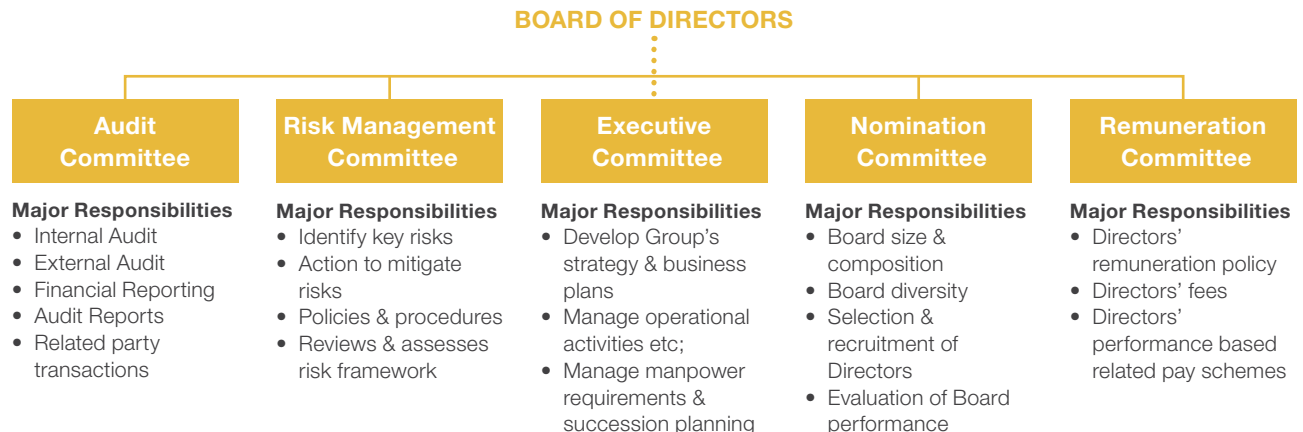 BOARD OF DIRECTORS
Audit
Committee
Major Responsibilities
• Internal Audit
• External Audit
• Financial Reporting
• Audit Reports
• Related party
transactions
Risk Management
Committee
Major Responsibilities
• Identify key risks
• Action to mitigate
risks
• Policies & procedures
• Reviews & assesses
risk framework
Executive
Committee
Major Responsibilities
• Develop Group’s
strategy & business
plans
• Manage operational
activities etc;
• Manage manpower
requirements &
succession planning
Nomination
Committee
Major Responsibilities
• Board size &
composition
• Board diversity
• Selection &
recruitment of
Directors
• Evaluation of Board
performance
Remuneration
Committee
Major Responsibilities
• Directors’
remuneration policy
• Directors’ fees
• Directors’
performance based
related pay schemes